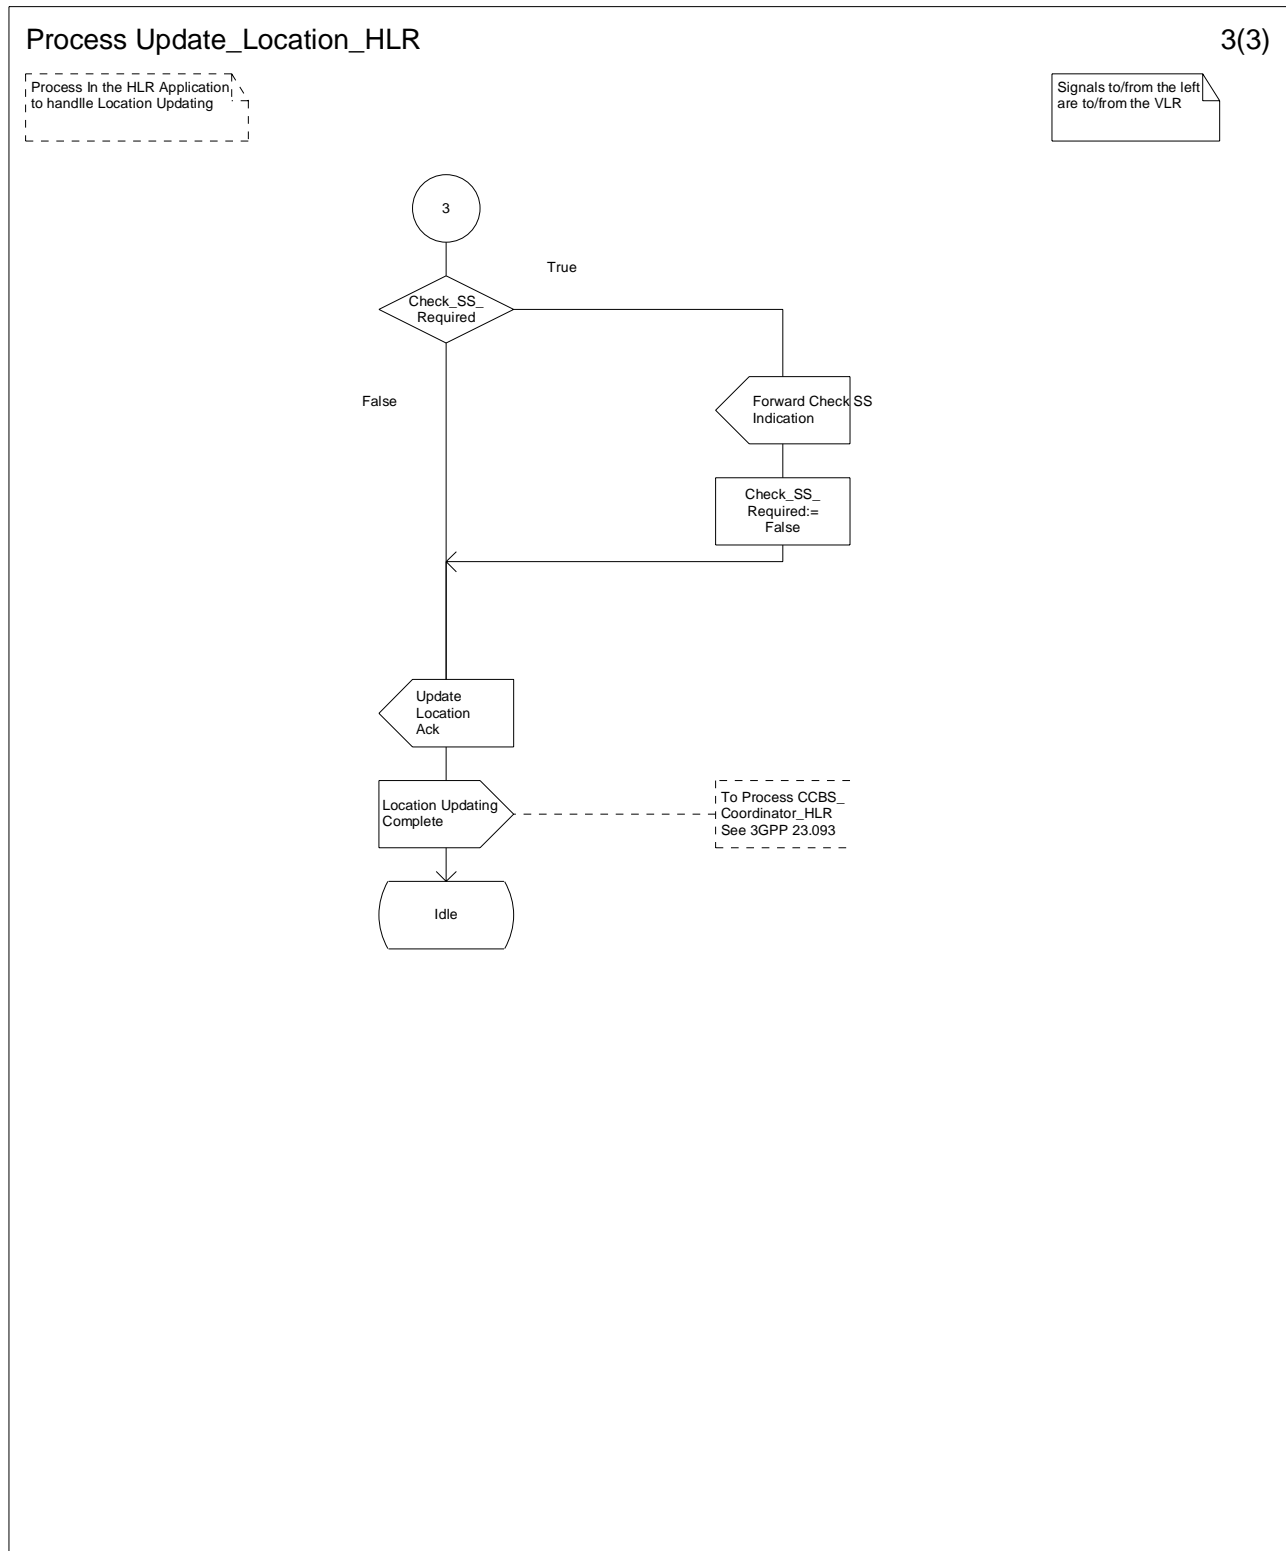 Process Update_Location_HLR
3(3)
Process In the HLR Application
to handlle Location Updating
Signals to/from the left
are to/from the VLR
3
True
Check_SS_
Required
False
Forward Check SS
Indication
Check_SS_
Required:=
False
Update
Location
Ack
Location Updating
Complete
To Process CCBS_
Coordinator_HLR
See 3GPP 23.093
Idle